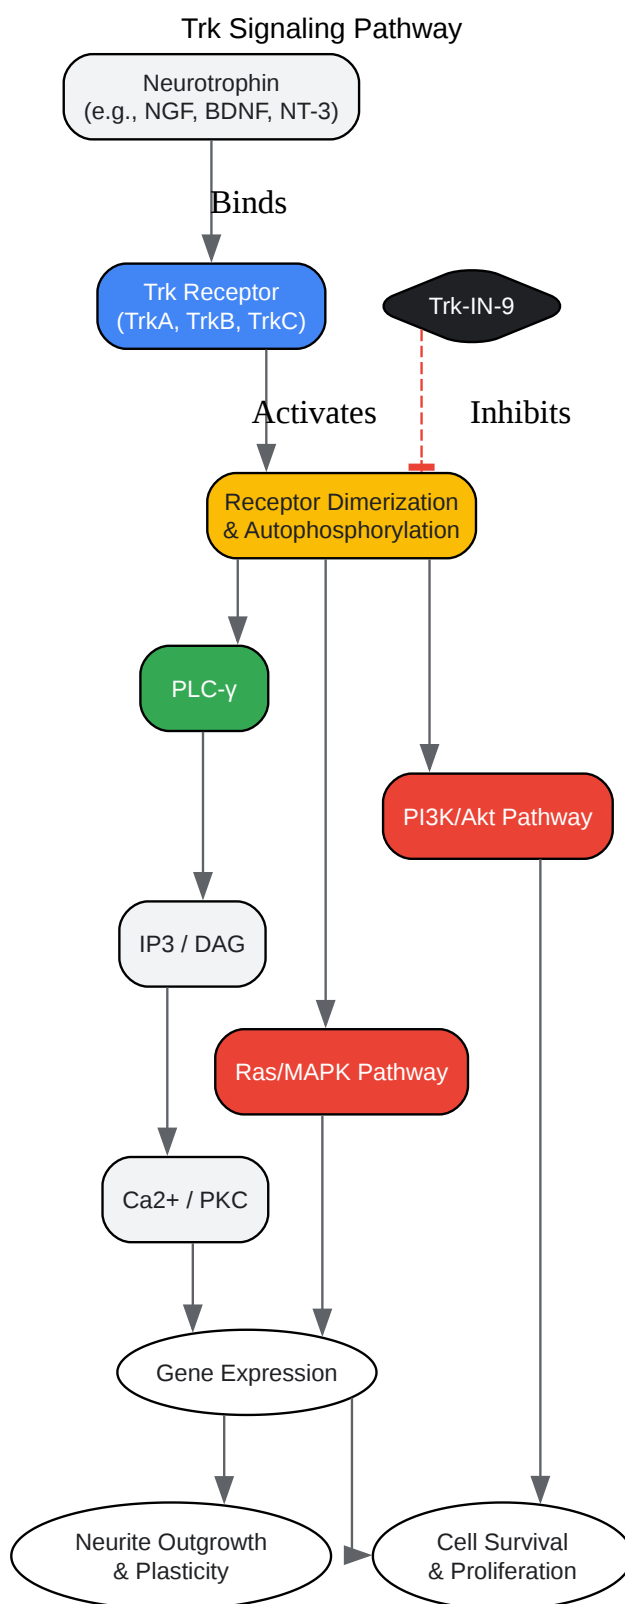 Trk Signaling Pathway
Neurotrophin
(e.g., NGF, BDNF, NT-3)
Binds
Trk Receptor
(TrkA, TrkB, TrkC)
Trk-IN-9
Activates
Inhibits
Receptor Dimerization
& Autophosphorylation
PLC-γ
PI3K/Akt Pathway
IP3 / DAG
Ras/MAPK Pathway
Ca2+ / PKC
Gene Expression
Neurite Outgrowth
& Plasticity
Cell Survival
& Proliferation